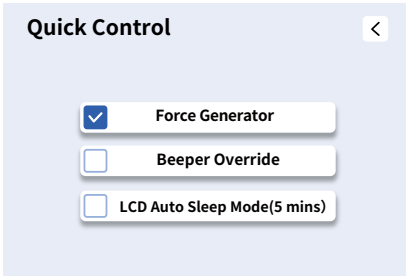 Quick Control
Force Generator
Beeper Override
LCD Auto Sleep Mode(5 mins)